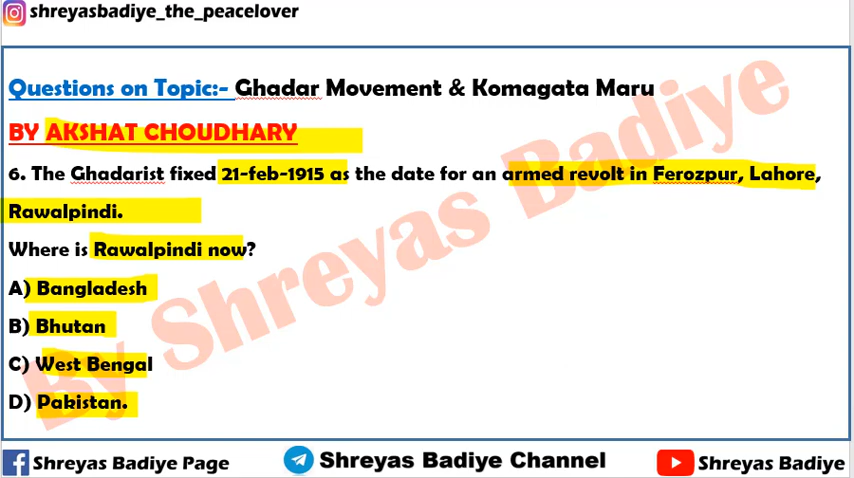 shreyasbadiye_the_peacelover
Questions on Topic:- Ghadar Movement & Komagata Maru
BY AKSHAT CHOUDHARY
6. The Ghadarist fixed 21-feb-1915 as the date for an armed revolt in Ferozpur, Lahore,
Rawalpindi.
Where is Rawalpindi now?
A) Bangladesh
B) Bhutan
C) West Bengal
D) Pakistan.
By Shreyas Badiye
Shreyas Badiye Page
Shreyas Badiye Channel
Shreyas Badiye